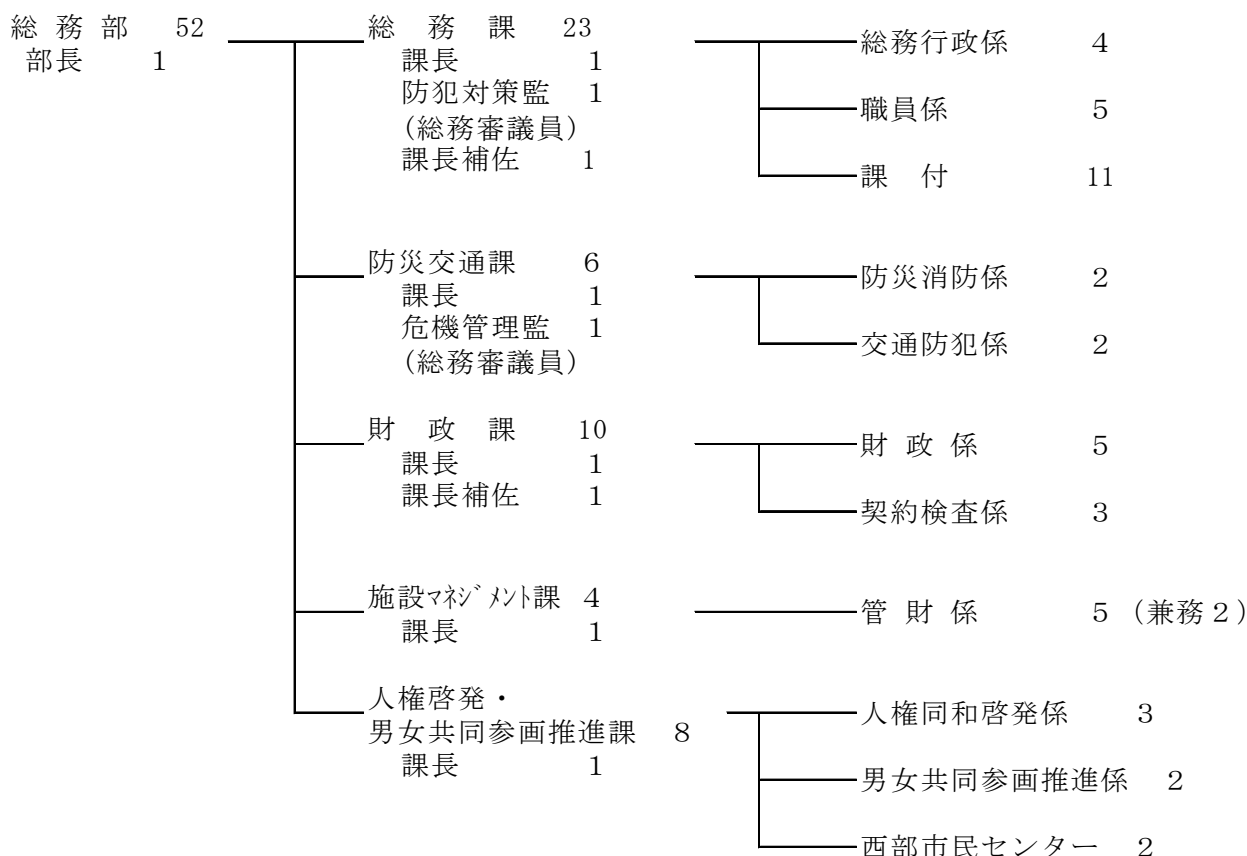 総務部 52
部長 1
総務課 23
課長 1
防犯対策監 1
(総務審議員)
課長補佐 1
総務行政係 4
職員係 5
課付 11
防災交通課 6
課長 1
危機管理監 1
(総務審議員)
防災消防係 2
交通防犯係 2
財政課 10
課長 1
課長補佐 1
財政係 5
契約検査係 3
施設マネジメント課 4
課長 1
管財係 5 (兼務2)
人権啓発・
男女共同参画推進課 8
課長 1
人権同和啓発係 3
男女共同参画推進係 2
西部市民センター 2